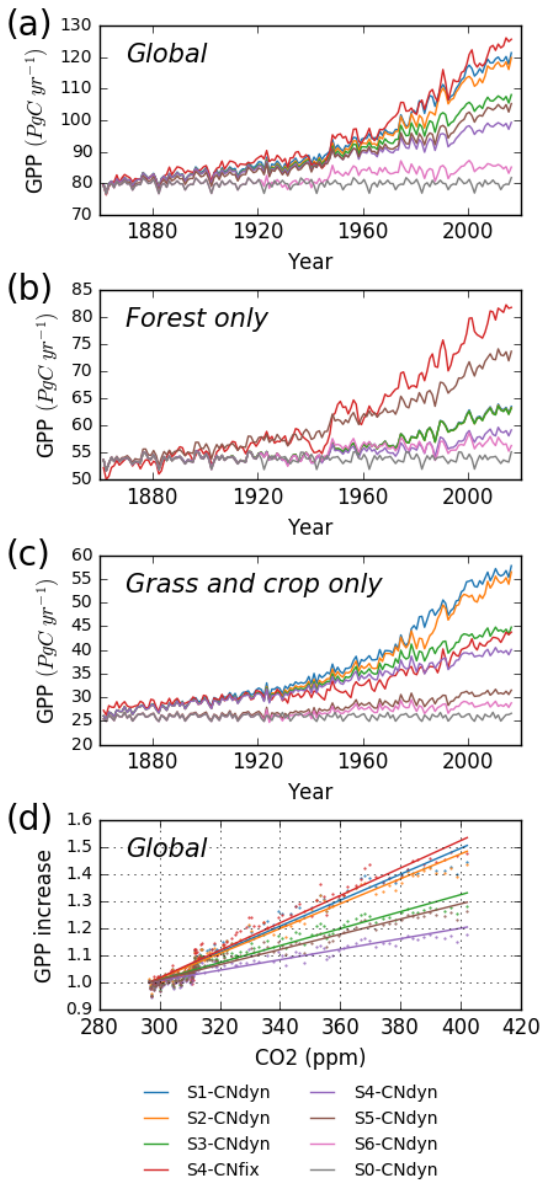 (a)
Global
GPP (PgC yr⁻¹)
130
120
110
100
90
80
70
1880 1920 1960 2000
Year
(b)
Forest only
GPP (PgC yr⁻¹)
85
80
75
70
65
60
55
50
1880 1920 1960 2000
Year
(c)
Grass and crop only
GPP (PgC yr⁻¹)
60
55
50
45
40
35
30
25
20
1880 1920 1960 2000
Year
(d)
Global
GPP increase
1.6
1.5
1.4
1.3
1.2
1.1
1.0
0.9
280 300 320 340 360 380 400 420
CO2 (ppm)
S1-CNdyn
S2-CNdyn
S3-CNdyn
S4-CNfix
S4-CNdyn
S5-CNdyn
S6-CNdyn
S0-CNdyn